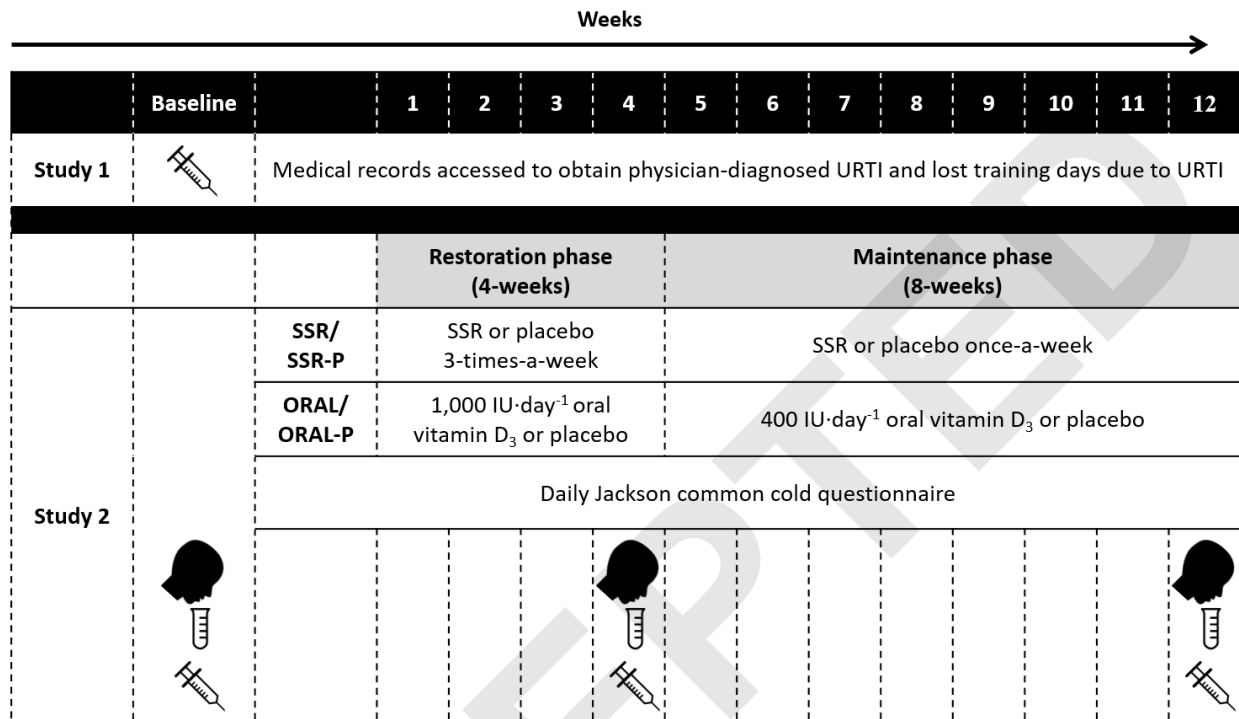 Weeks
Baseline 1 2 3 4 5 6 7 8 9 10 11 12
Study 1 Medical records accessed to obtain physician-diagnosed URTI and lost training days due to URTI
Restoration phase
(4-weeks)
Maintenance phase
(8-weeks)
SSR/
SSR-P
SSR or placebo
3-times-a-week
SSR or placebo once-a-week
ORAL/
ORAL-P
1,000 IU·day⁻¹ oral
vitamin D₃ or placebo
400 IU·day⁻¹ oral vitamin D₃ or placebo
Daily Jackson common cold questionnaire
Study 2
EPTED